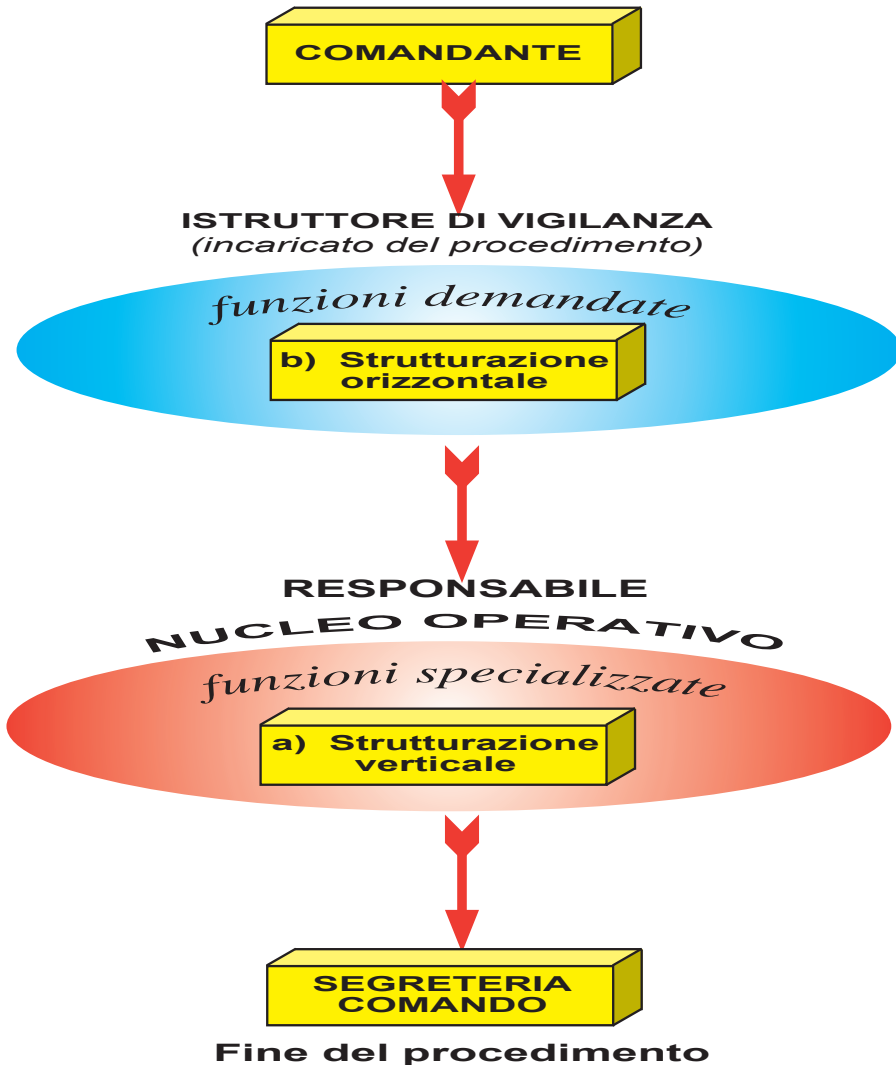 COMANDANTE
ISTRUTTORE DI VIGILANZA
(incaricato del procedimento)
funzioni demandate
b) Strutturazione
orizzontale
RESPONSABILE
NUCLEO OPERATIVO
funzioni specializzate
a) Strutturazione
verticale
SEGRETERIA
COMANDO
Fine del procedimento